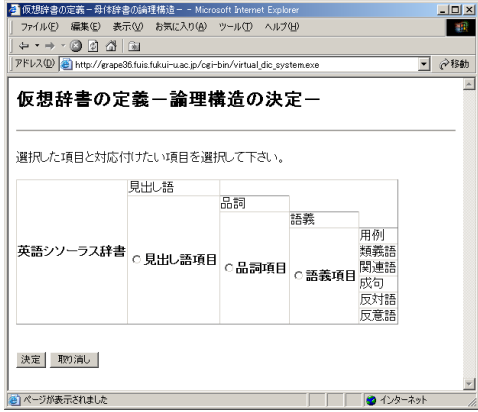 仮想辞書の定義－母体辞書の論理構造－ - Microsoft Internet Explorer
ファイル(F) 編集(E) 表示(V) お気に入り(A) ツール(T) ヘルプ(H)
アドレス(D) http://grape36.fuis.fukui-u.ac.jp/cgi-bin/virtual_dic_system.exe 移動
仮想辞書の定義－論理構造の決定－
選択した項目と対応付けたい項目を選択して下さい。
見出し語
品詞
語義
用例
類義語
英語シソーラス辞書 見出し語項目 品詞項目 語義項目 関連語
成句
反対語
反意語
決定 取り消し
ページが表示されました インターネット